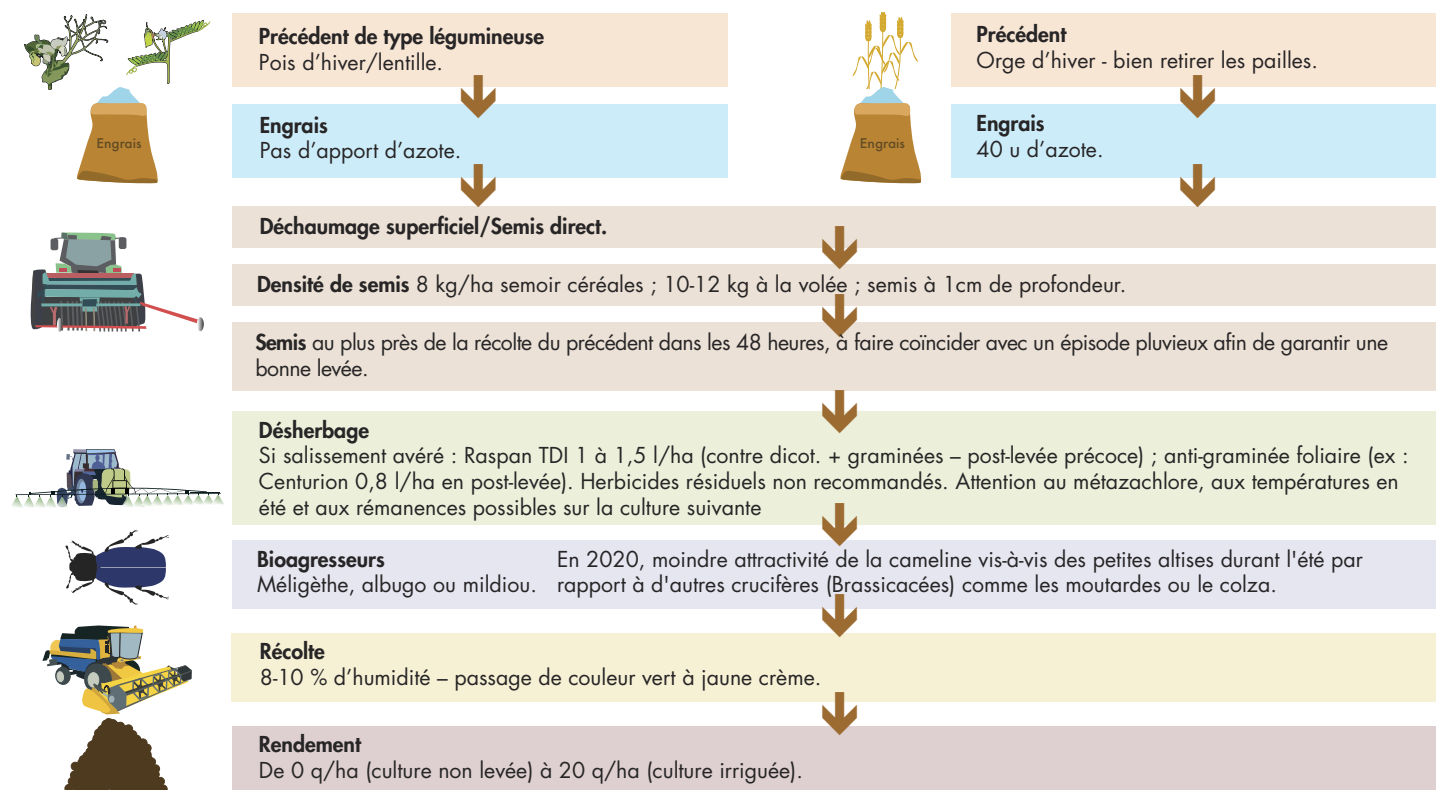 Précédent de type légumineuse
Pois d'hiver/lentille.
Engrais
Engrais
Pas d'apport d'azote.
Précédent
Orge d'hiver - bien retirer les pailles.
Engrais
Engrais
40 u d'azote.
Déchaumage superficiel/Semis direct.
Densité de semis 8 kg/ha semoir céréales ; 10-12 kg à la volée ; semis à 1cm de profondeur.
Semis au plus près de la récolte du précédent dans les 48 heures, à faire coïncider avec un épisode pluvieux afin de garantir une
bonne levée.
Désherbage
Si salissement avéré : Raspan TDI 1 à 1,5 l/ha (contre dicot. + graminées – post-levée précoce) ; anti-graminée foliaire (ex :
Centurion 0,8 l/ha en post-levée). Herbicides résiduels non recommandés. Attention au métazachlore, aux températures en
été et aux rémanences possibles sur la culture suivante
Bioagresseurs
Méligèthe, albugo ou mildiou.
En 2020, moindre attractivité de la cameline vis-à-vis des petites altises durant l'été par
rapport à d'autres crucifères (Brassicacées) comme les moutardes ou le colza.
Récolte
8-10 % d'humidité – passage de couleur vert à jaune crème.
Rendement
De 0 q/ha (culture non levée) à 20 q/ha (culture irriguée).